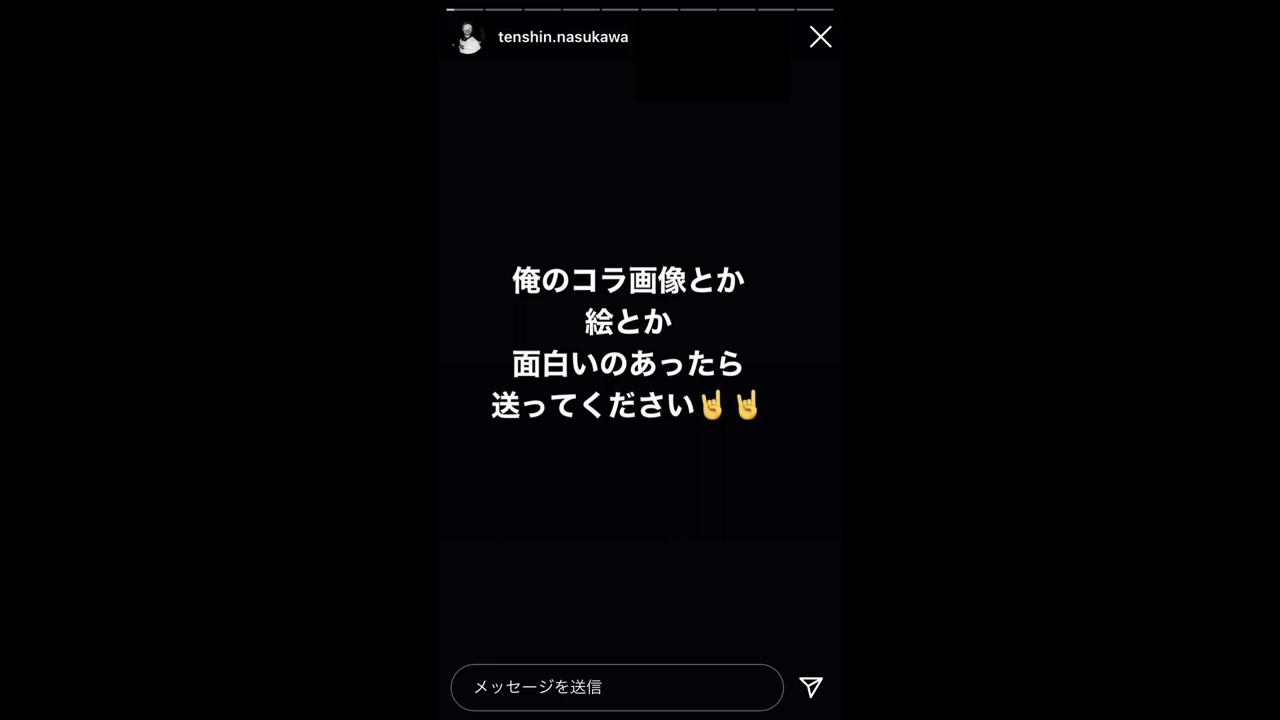 tenshin.nasukawa
俺のコラ画像とか
絵とか
面白いのあったら
送ってください🤘🤘
メッセージを送信